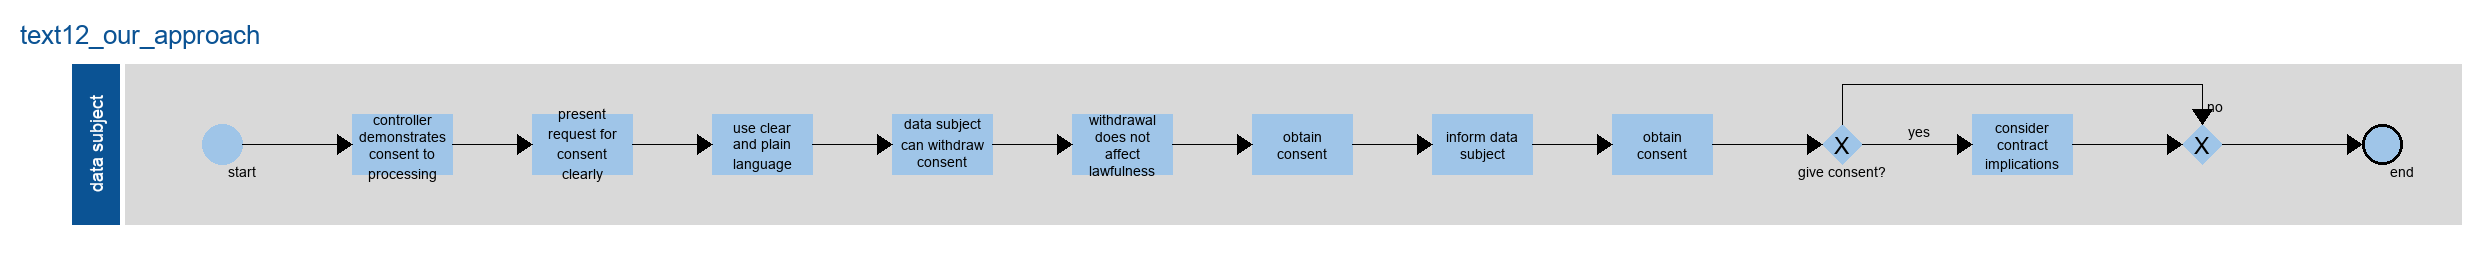 text12_our_approach
data subject
start
controller
demonstrates
consent to
processing
present
request for
consent
clearly
use clear
and plain
language
data subject
can withdraw
consent
withdrawal
does not
affect
lawfulness
obtain
consent
inform data
subject
obtain
consent
X
give consent?
yes
consider
contract
implications
no
X
end